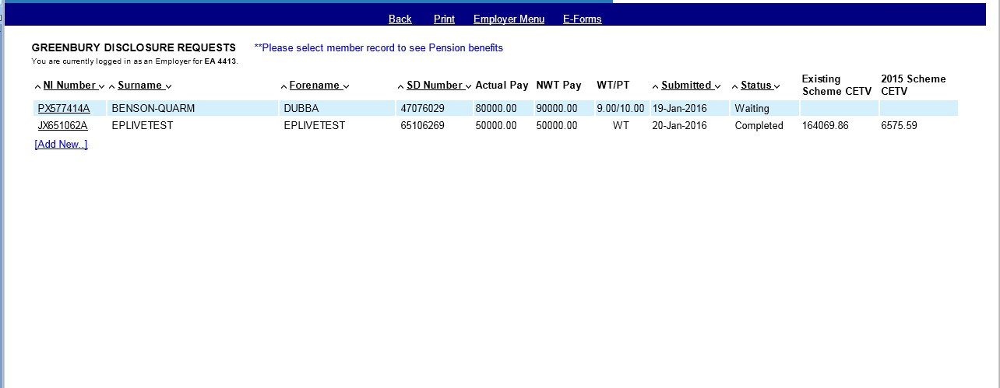 Back Print Employer Menu E-Forms
GREENBURY DISCLOSURE REQUESTS **Please select member record to see Pension benefits
You are currently logged in as an Employer for EA 4413.
NI Number Surname Forename SD Number Actual Pay NWT Pay WT/PT Submitted Status Existing Scheme CETV 2015 Scheme CETV
PX577414A BENSON-QUARM DUBBA 47076029 80000.00 90000.00 9.00/10.00 19-Jan-2016 Waiting
JX651062A EPLIVETEST EPLIVETEST 65106269 50000.00 50000.00 WT 20-Jan-2016 Completed 164069.86 6575.59
[Add New..]